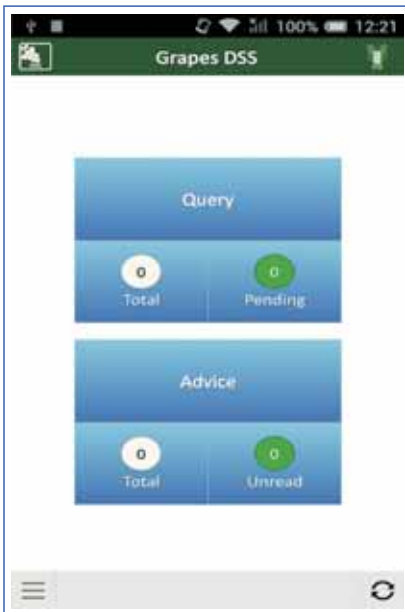 100% 12:21
Grapes DSS
Query
0 0
Total Pending
Advice
0 0
Total Unread